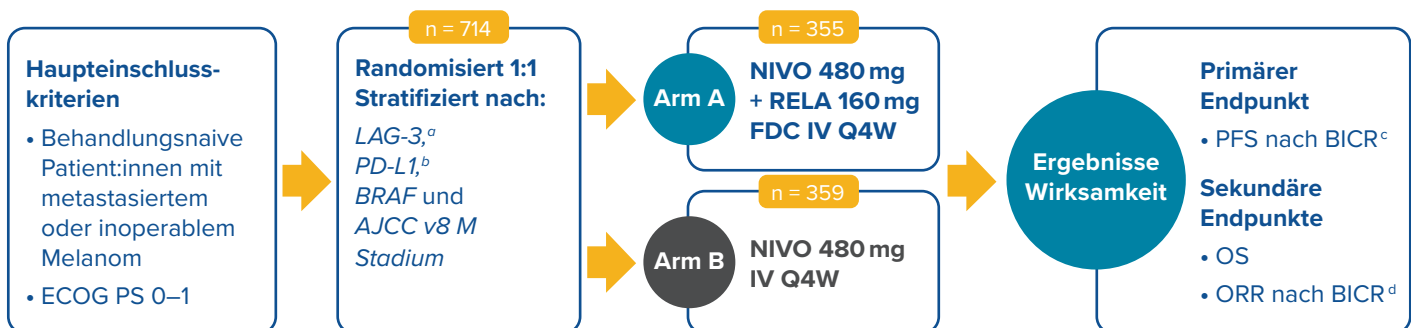 Haupteinschluss-
kriterien
• Behandlungsnaive
Patient:innen mit
metastasiertem
oder inoperablem
Melanom
• ECOG PS 0–1
n = 714
Randomisiert 1:1
Stratifiziert nach:
LAG-3,ᵃ
PD-L1,ᵇ
BRAF und
AJCC v8 M
Stadium
n = 355
Arm A
NIVO 480 mg
+ RELA 160 mg
FDC IV Q4W
n = 359
Arm B
NIVO 480 mg
IV Q4W
Ergebnisse
Wirksamkeit
Primärer
Endpunkt
• PFS nach BICRᶜ
Sekundäre
Endpunkte
• OS
• ORR nach BICRᵈ